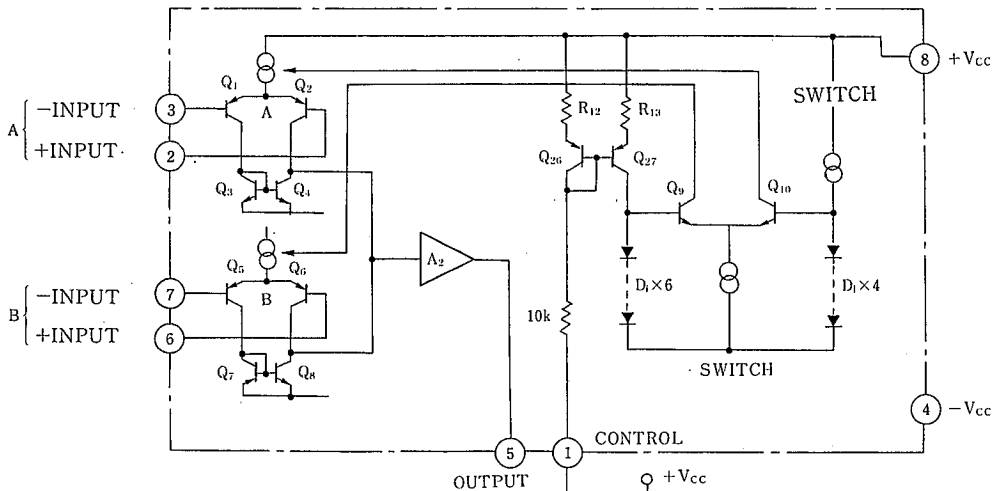 Q₁
Q₂
8
+Vcc
SWITCH
A
−INPUT
3
A
+INPUT
2
R₁₂
R₁₃
Q₂₆
Q₂₇
Q₃
Q₄
Q₉
Q₁₀
Q₅
Q₆
A₂
B
−INPUT
7
B
+INPUT
6
Dᵢ×6
Dᵢ×4
10k
Q₇
Q₈
SWITCH
4
−Vcc
CONTROL
5
1
OUTPUT
+Vcc